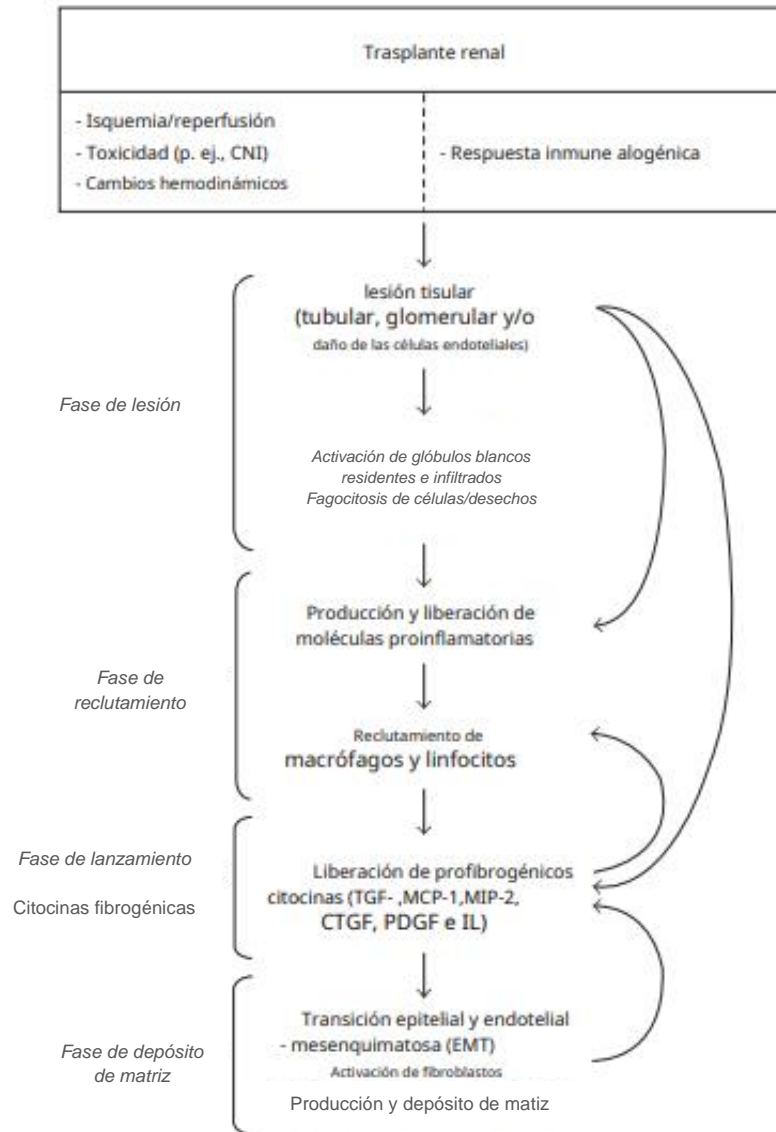 Trasplante renal
- Isquemia/reperfusión
- Toxicidad (p. ej., CNI)
- Cambios hemodinámicos
- Respuesta inmune alogénica
lesión tisular
(tubular, glomerular y/o
daño de las células endoteliales)
Fase de lesión
Activación de glóbulos blancos
residentes e infiltrados
Fagocitosis de células/desechos
Producción y liberación de
moléculas proinflamatorias
Fase de
reclutamiento
Reclutamiento de
macrófagos y linfocitos
Fase de lanzamiento
Citocinas fibrogénicas
Liberación de profibrogénicos
citocinas (TGF- ,MCP-1,MIP-2,
CTGF, PDGF e IL)
Fase de depósito
de matriz
Transición epitelial y endotelial
- mesenquimatosa (EMT)
Activación de fibroblastos
Producción y depósito de matiz